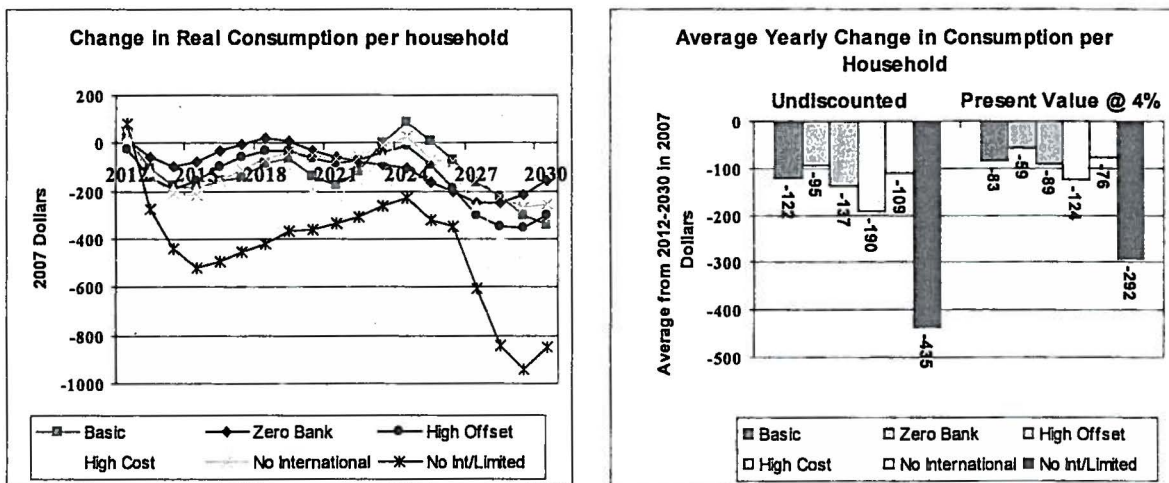 Change in Real Consumption per household
200
0
-200
-400
-600
-800
-1000
2012 2015 2018 2021 2024 2027 2030
2007 Dollars
Basic Zero Bank High Offset
High Cost No International No Int/Limited
Average Yearly Change in Consumption per
Household
Undiscounted Present Value @ 4%
0
-100
-200
-300
-400
-500
-122
-95
-137
-190
-109
-435
-83
-59
-89
-124
-76
-292
Average from 2012-2030 in 2007
Dollars
Basic Zero Bank High Offset
High Cost No International No Int/Limited